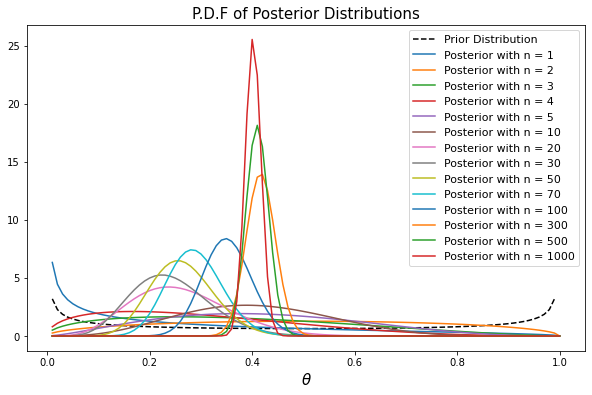 P.D.F of Posterior Distributions
25
20
15
10
5
0
0.0
0.2
0.4
0.6
0.8
1.0
θ
Prior Distribution
Posterior with n = 1
Posterior with n = 2
Posterior with n = 3
Posterior with n = 4
Posterior with n = 5
Posterior with n = 10
Posterior with n = 20
Posterior with n = 30
Posterior with n = 50
Posterior with n = 70
Posterior with n = 100
Posterior with n = 300
Posterior with n = 500
Posterior with n = 1000